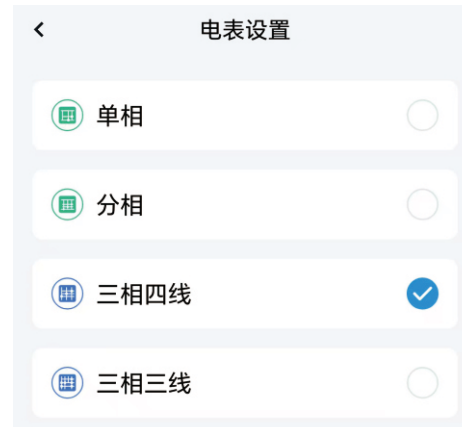 电表设置
单相
分相
三相四线
三相三线